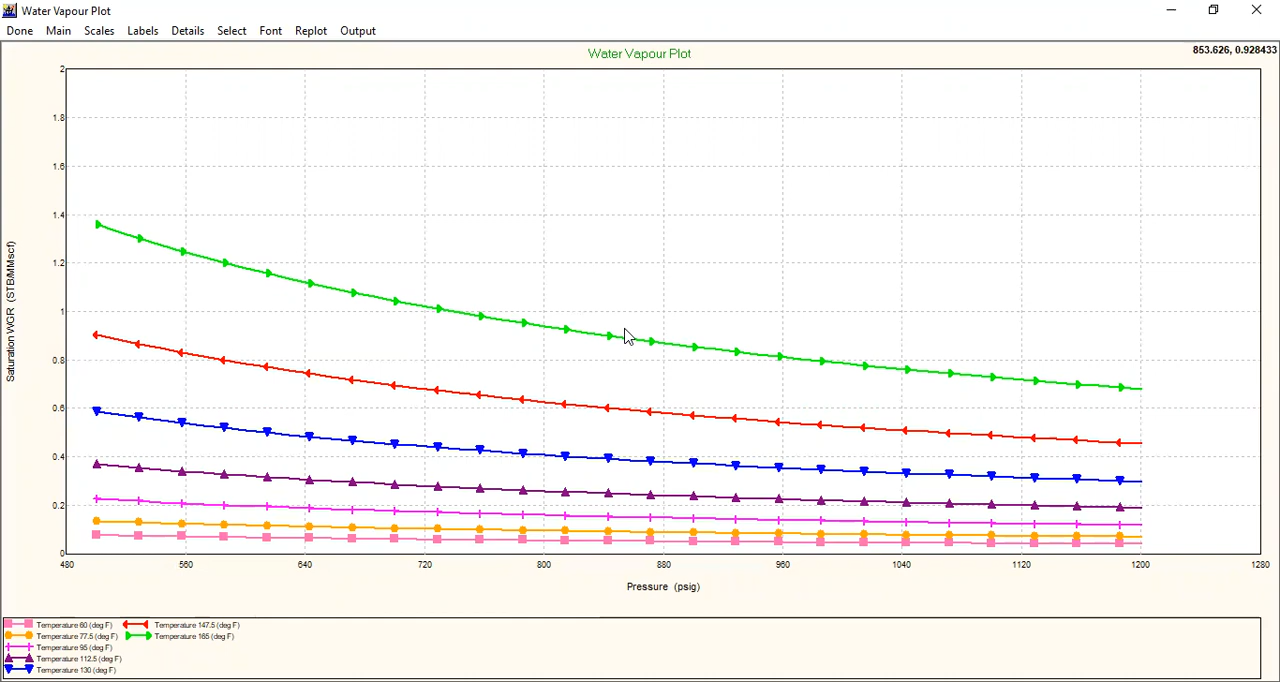 Water Vapour Plot
Done Main Scales Labels Details Select Font Replot Output
Water Vapour Plot
853.626, 0.928433
2
1.8
1.6
1.4
1.2
1
0.8
0.6
0.4
0.2
0
Saturation WGR (STB/MMscf)
480 560 640 720 800 880 960 1040 1120 1200 1280
Pressure (psig)
Temperature 60 (deg F) Temperature 147.5 (deg F)
Temperature 77.5 (deg F) Temperature 165 (deg F)
Temperature 95 (deg F)
Temperature 112.5 (deg F)
Temperature 130 (deg F)